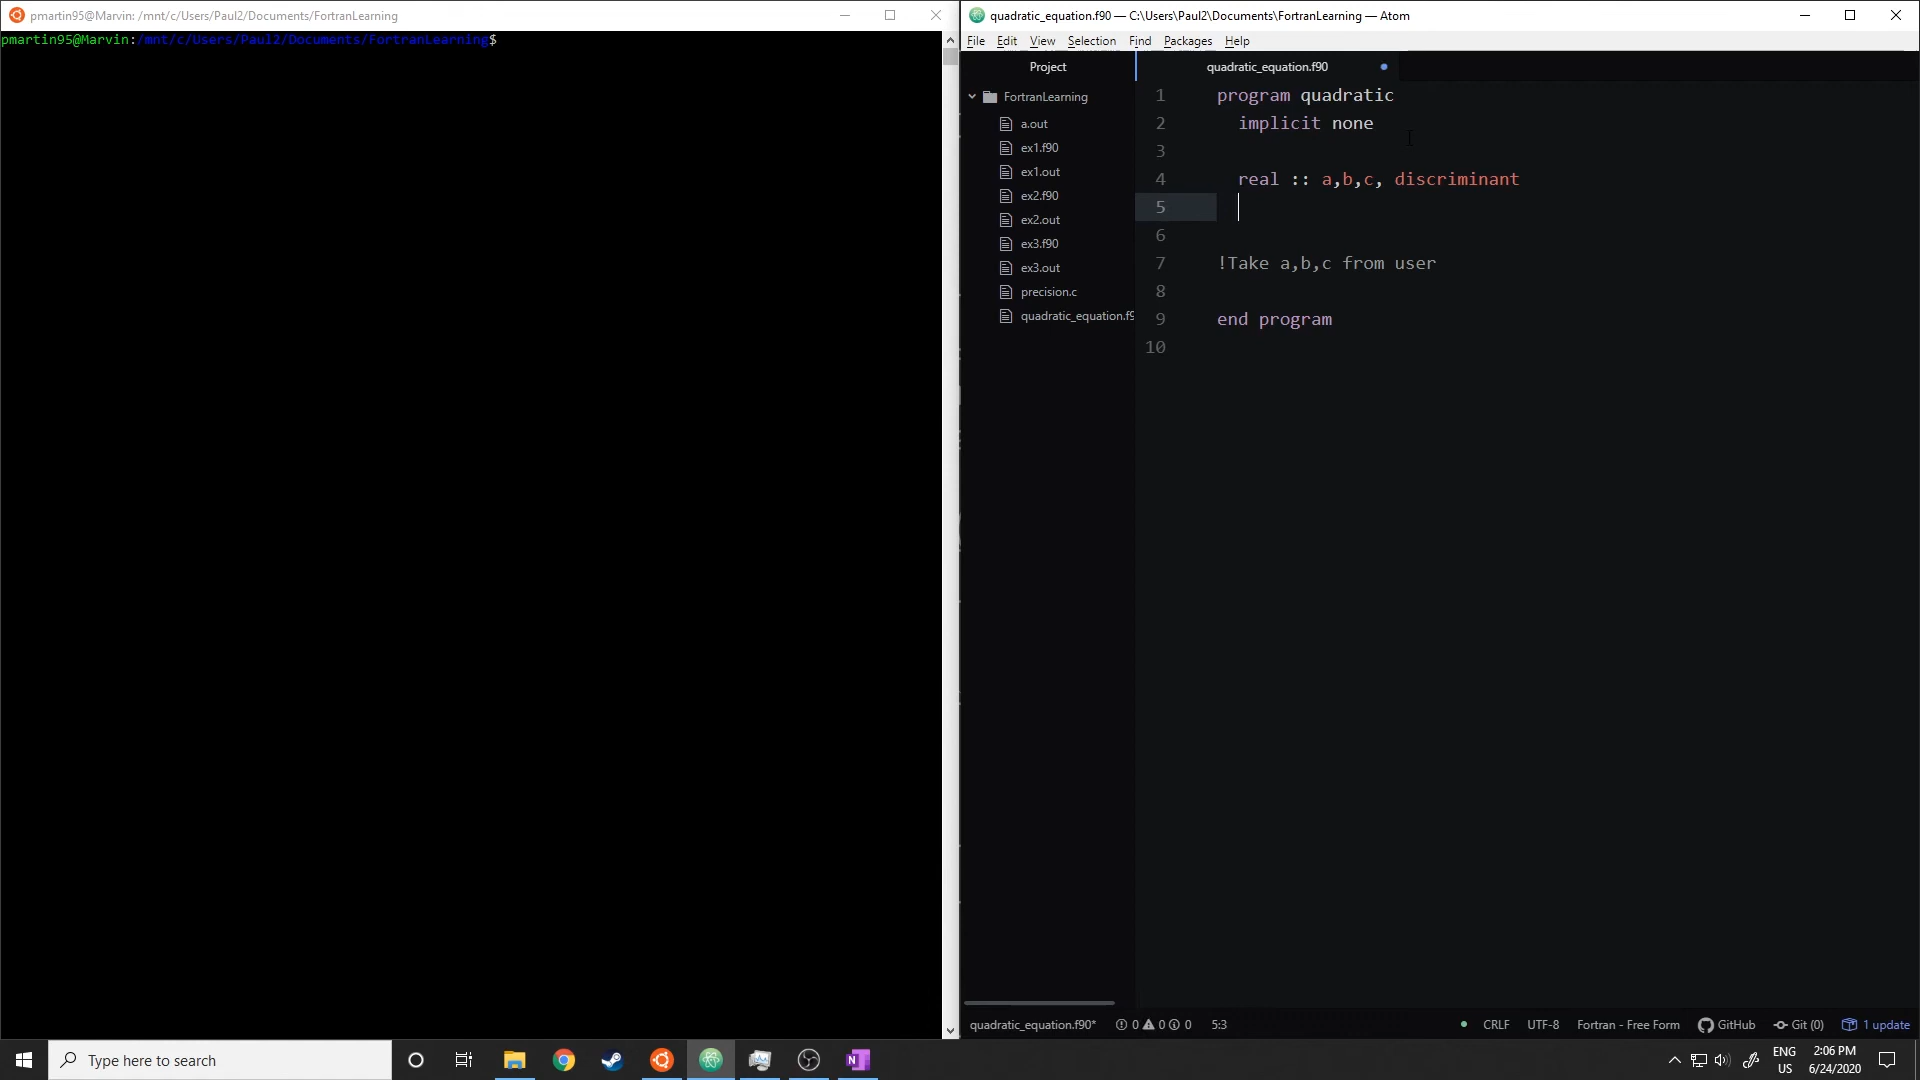 pmartin95@Marvin: /mnt/c/Users/Paul2/Documents/FortranLearning
pmartin95@Marvin:/mnt/c/Users/Paul2/Documents/FortranLearning$
quadratic_equation.f90 — C:\Users\Paul2\Documents\FortranLearning — Atom
File Edit View Selection Find Packages Help
Project
FortranLearning
a.out
ex1.f90
ex1.out
ex2.f90
ex2.out
ex3.f90
ex3.out
precision.c
quadratic_equation.f9
quadratic_equation.f90
1 program quadratic
2 implicit none
3
4 real :: a,b,c, discriminant
5
6
7 !Take a,b,c from user
8
9 end program
10
quadratic_equation.f90* 0 0 0 5:3 CRLF UTF-8 Fortran - Free Form GitHub Git (0) 1 update
Type here to search
ENG
US
2:06 PM
6/24/2020